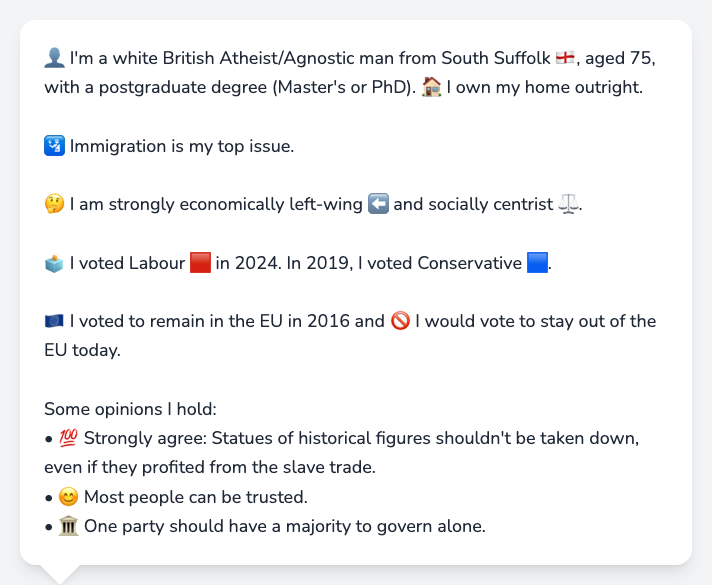 👤 I'm a white British Atheist/Agnostic man from South Suffolk 🏴󠁧󠁢󠁥󠁮󠁧󠁿, aged 75,
with a postgraduate degree (Master's or PhD). 🏠 I own my home outright.
🛂 Immigration is my top issue.
🤔 I am strongly economically left-wing ⬅️ and socially centrist ⚖️.
🗳️ I voted Labour 🟥 in 2024. In 2019, I voted Conservative 🟦.
🇪🇺 I voted to remain in the EU in 2016 and 🚫 I would vote to stay out of the
EU today.
Some opinions I hold:
• 💯 Strongly agree: Statues of historical figures shouldn't be taken down,
even if they profited from the slave trade.
• 😊 Most people can be trusted.
• 🏛️ One party should have a majority to govern alone.